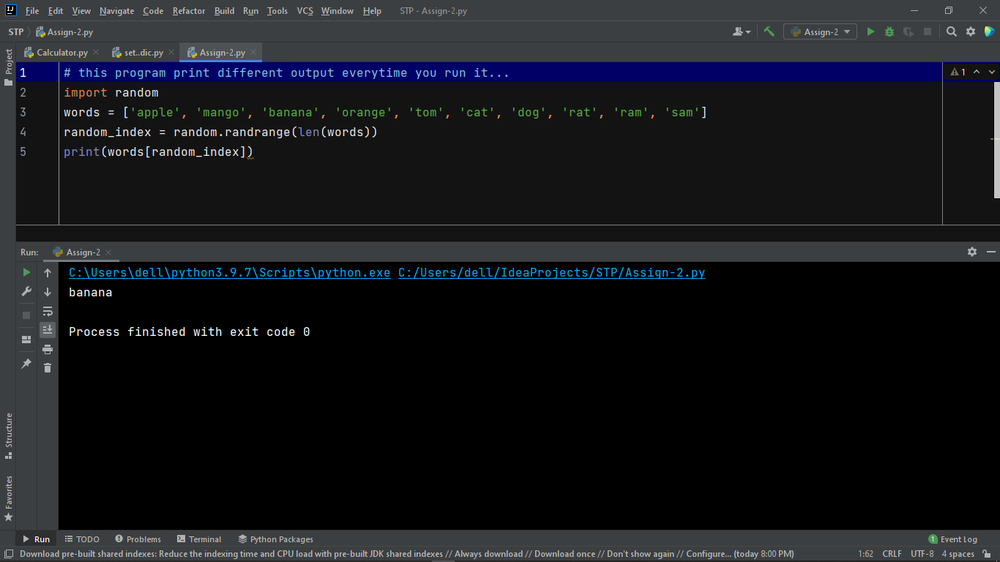 File Edit View Navigate Code Refactor Build Run Tools VCS Window Help STP - Assign-2.py
STP Assign-2.py Assign-2
Project
Calculator.py set..dic.py Assign-2.py
1 # this program print different output everytime you run it... 1
2 import random
3 words = ['apple', 'mango', 'banana', 'orange', 'tom', 'cat', 'dog', 'rat', 'ram', 'sam']
4 random_index = random.randrange(len(words))
5 print(words[random_index])
Run: Assign-2
C:\Users\dell\python3.9.7\Scripts\python.exe C:/Users/dell/IdeaProjects/STP/Assign-2.py
banana
Process finished with exit code 0
Structure
Favorites
Run TODO Problems Terminal Python Packages 1 Event Log
Download pre-built shared indexes: Reduce the indexing time and CPU load with pre-built JDK shared indexes // Always download // Download once // Don't show again // Configure... (today 8:00 PM) 1:62 CRLF UTF-8 4 spaces